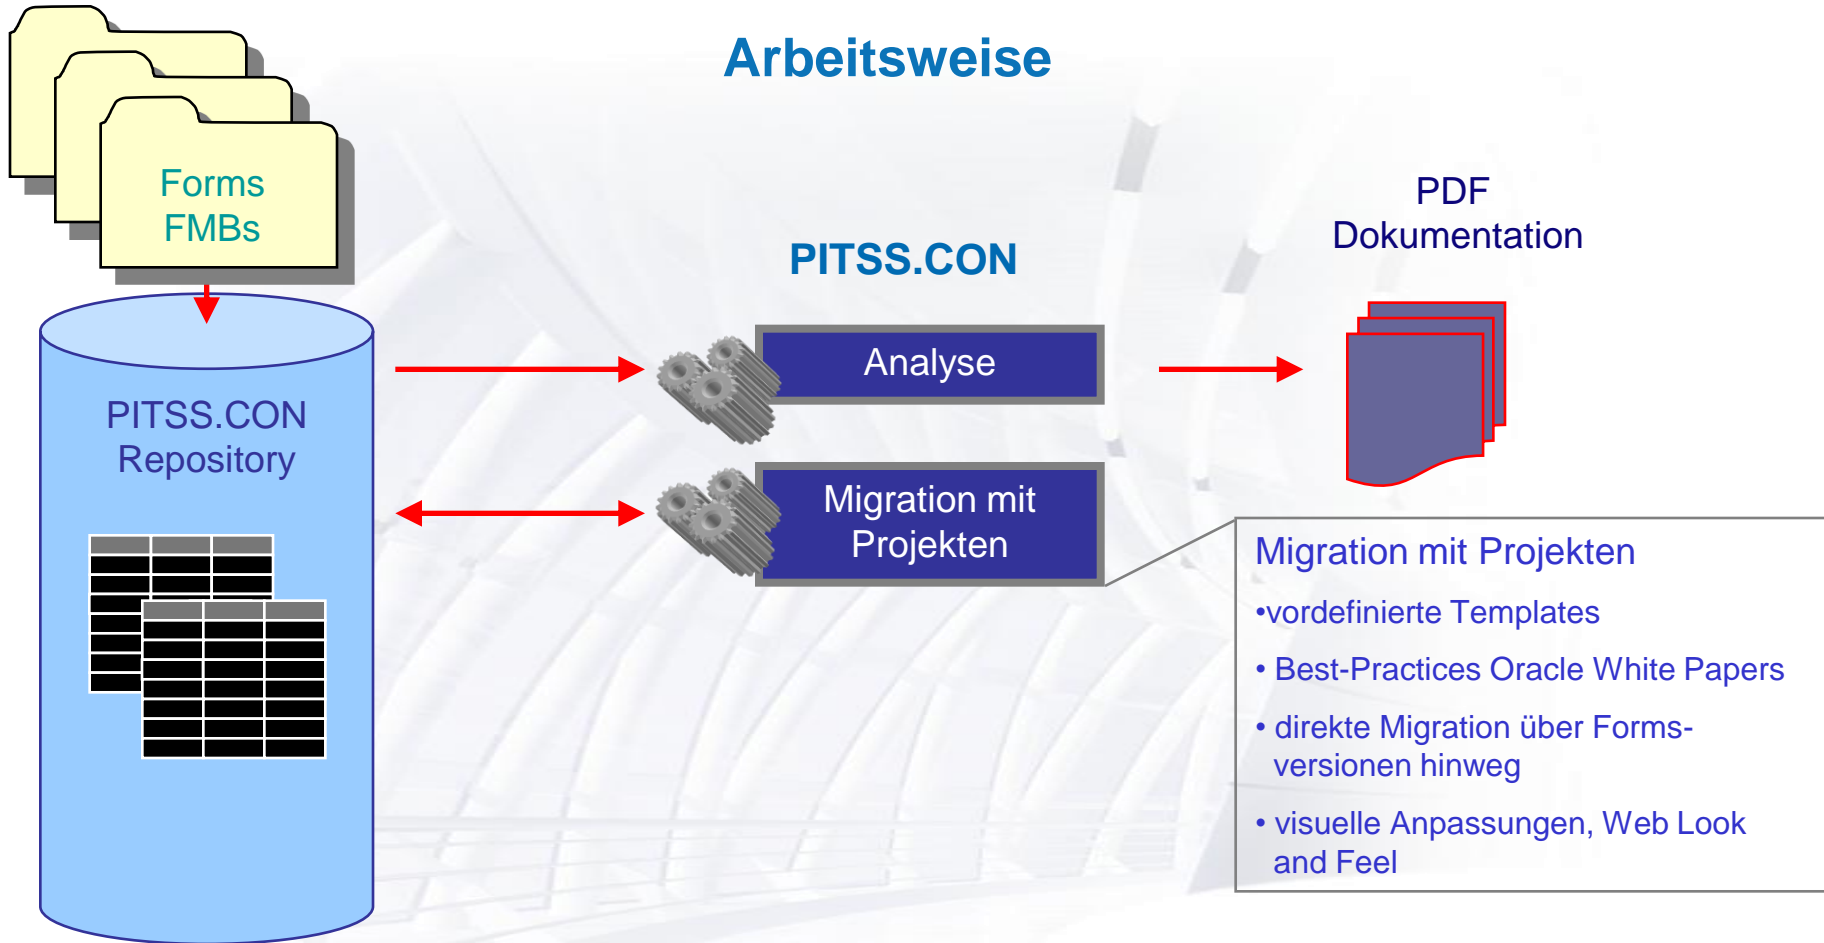 Arbeitsweise
Forms
FMBs
PITSS.CON
Repository
PITSS.CON
Analyse
Migration mit
Projekten
PDF
Dokumentation
Migration mit Projekten
•vordefinierte Templates
• Best-Practices Oracle White Papers
• direkte Migration über Forms-
versionen hinweg
• visuelle Anpassungen, Web Look
and Feel